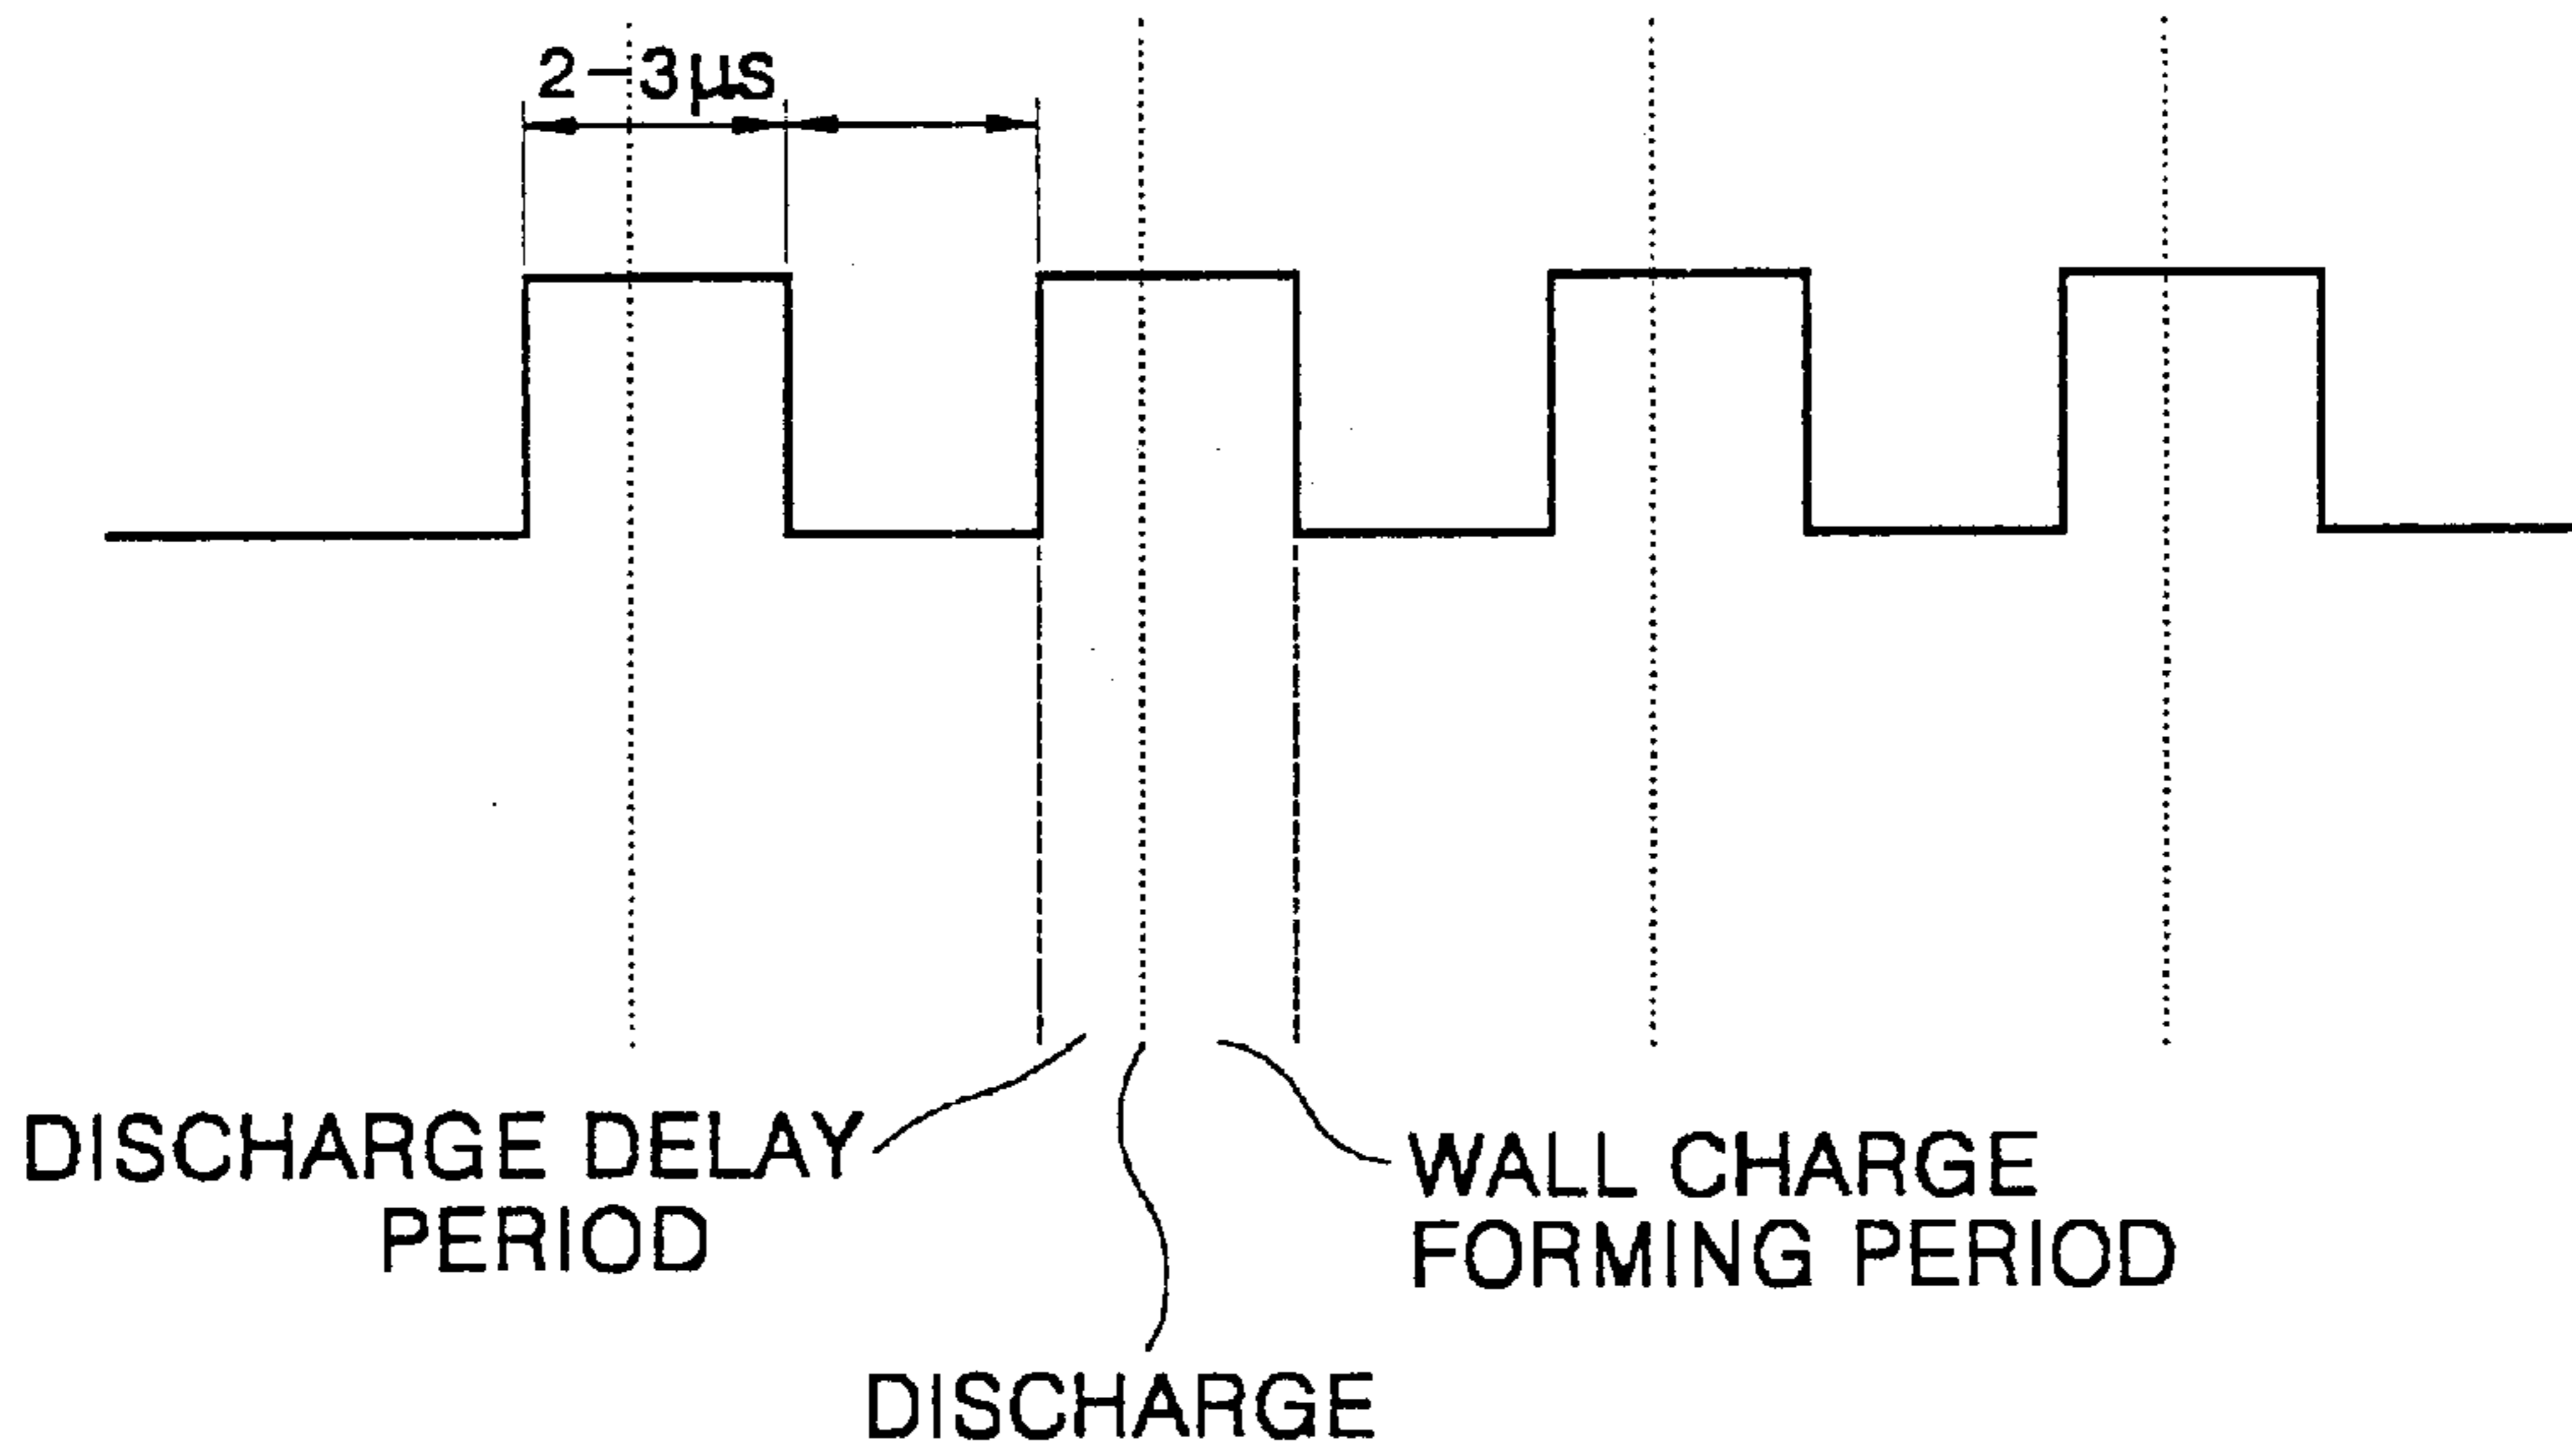 2-3μs
DISCHARGE DELAY
PERIOD
WALL CHARGE
FORMING PERIOD
DISCHARGE